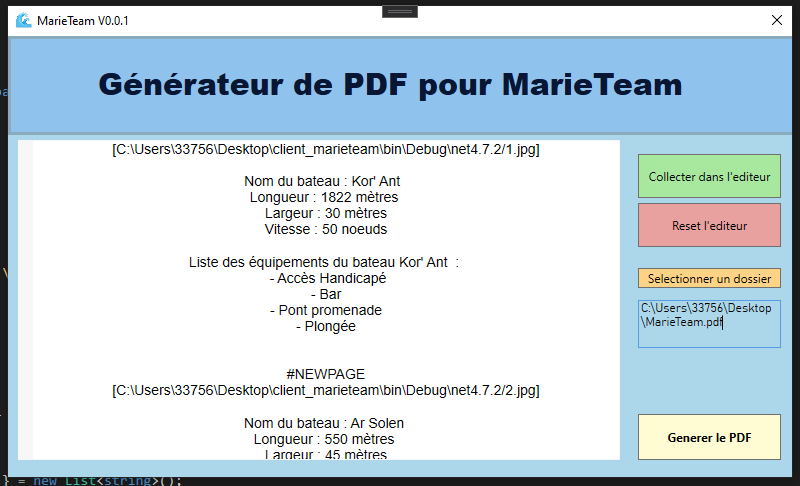 MarieTeam V0.0.1
Générateur de PDF pour MarieTeam
[C:\Users\33756\Desktop\client_marieteam\bin\Debug\net4.7.2/1.jpg]
Nom du bateau : Kor' Ant
Longueur : 1822 mètres
Largeur : 30 mètres
Vitesse : 50 noeuds
Liste des équipements du bateau Kor' Ant  :
- Accès Handicapé
- Bar
- Pont promenade
- Plongée
#NEWPAGE
[C:\Users\33756\Desktop\client_marieteam\bin\Debug\net4.7.2/2.jpg]
Nom du bateau : Ar Solen
Longueur : 550 mètres
Largeur : 45 mètres
Collecter dans l'editeur
Reset l'editeur
Selectionner un dossier
C:\Users\33756\Desktop
\MarieTeam.pdf
Generer le PDF
} = new List<string>();